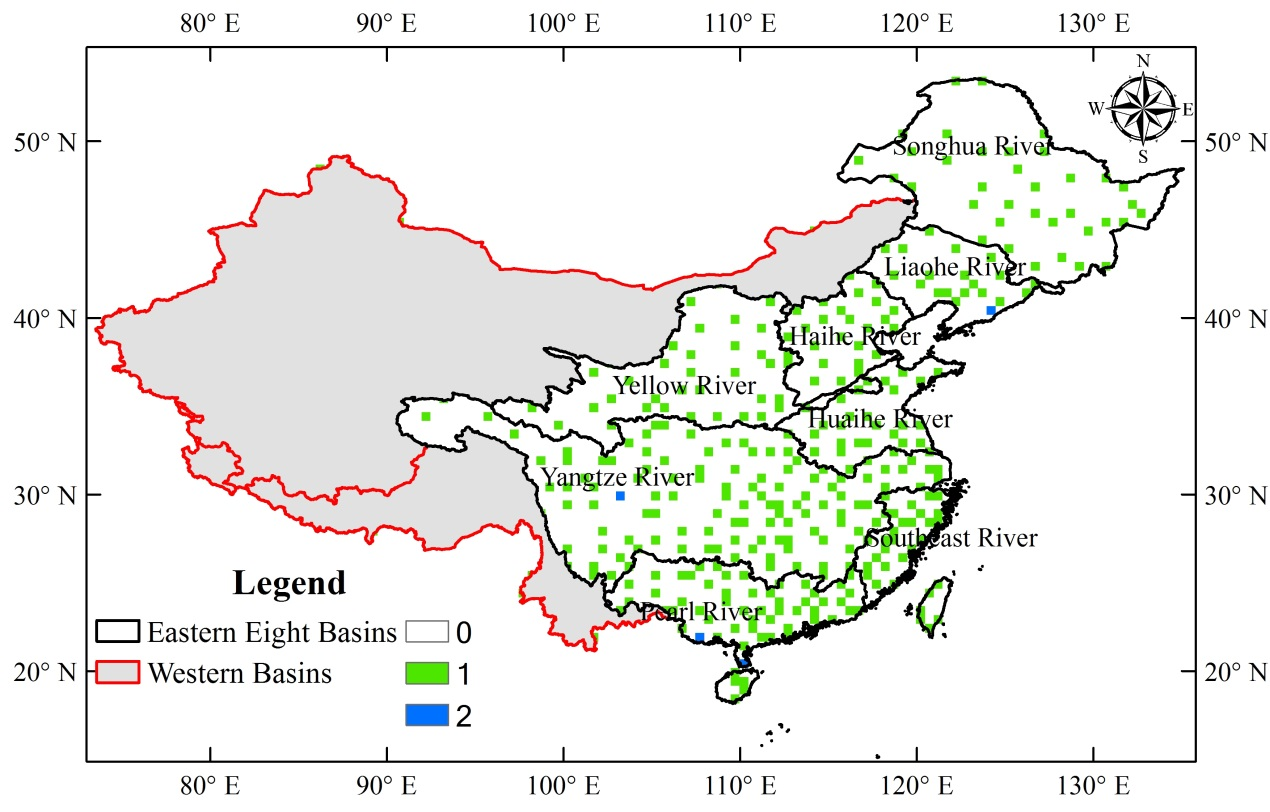 80° E 90° E 100° E 110° E 120° E 130° E
N
W E
S
50° N 50° N
Songhua River
Liaohe River
40° N 40° N
Haihe River
Yellow River
Huaihe River
Yangtze River
30° N 30° N
Southeast River
Legend
Pearl River
Eastern Eight Basins 0
Western Basins 1
20° N 20° N
2
80° E 90° E 100° E 110° E 120° E 130° E